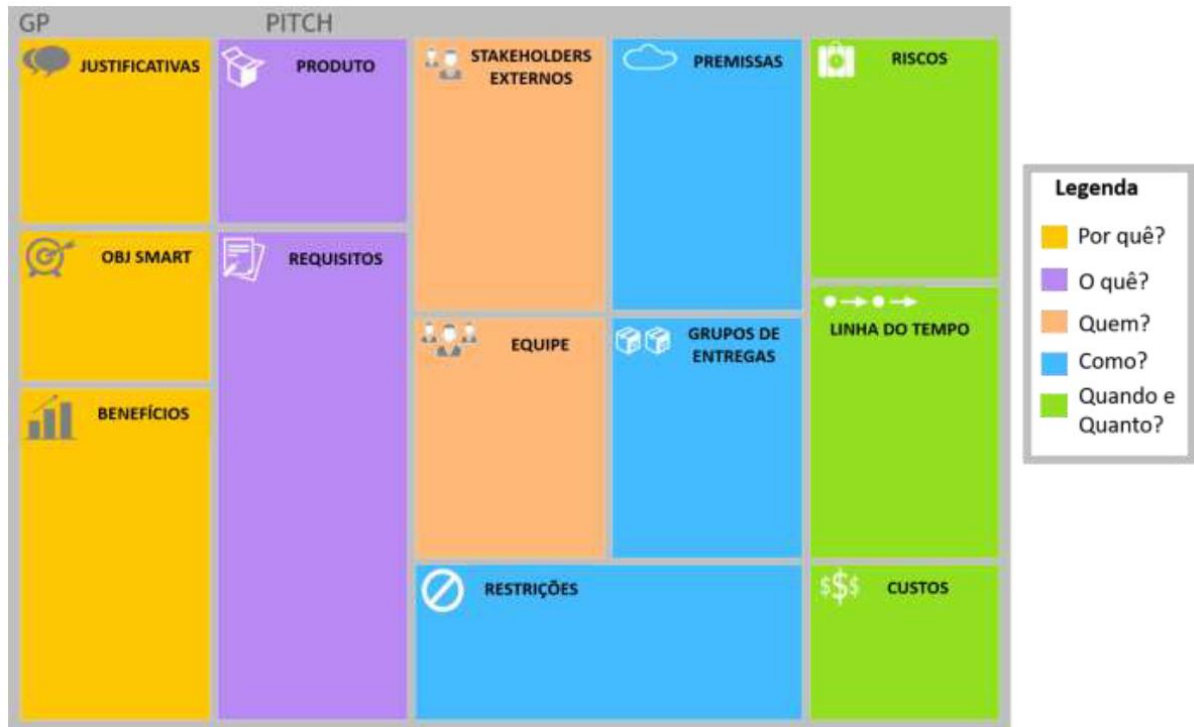 GP
PITCH
JUSTIFICATIVAS
OBJ SMART
BENEFÍCIOS
PRODUTO
REQUISITOS
STAKEHOLDERS
EXTERNOS
EQUIPE
PREMISSAS
GRUPOS DE
ENTREGAS
RESTRIÇÕES
RISCOS
LINHA DO TEMPO
$$$
CUSTOS
Legenda
Por quê?
O quê?
Quem?
Como?
Quando e
Quanto?